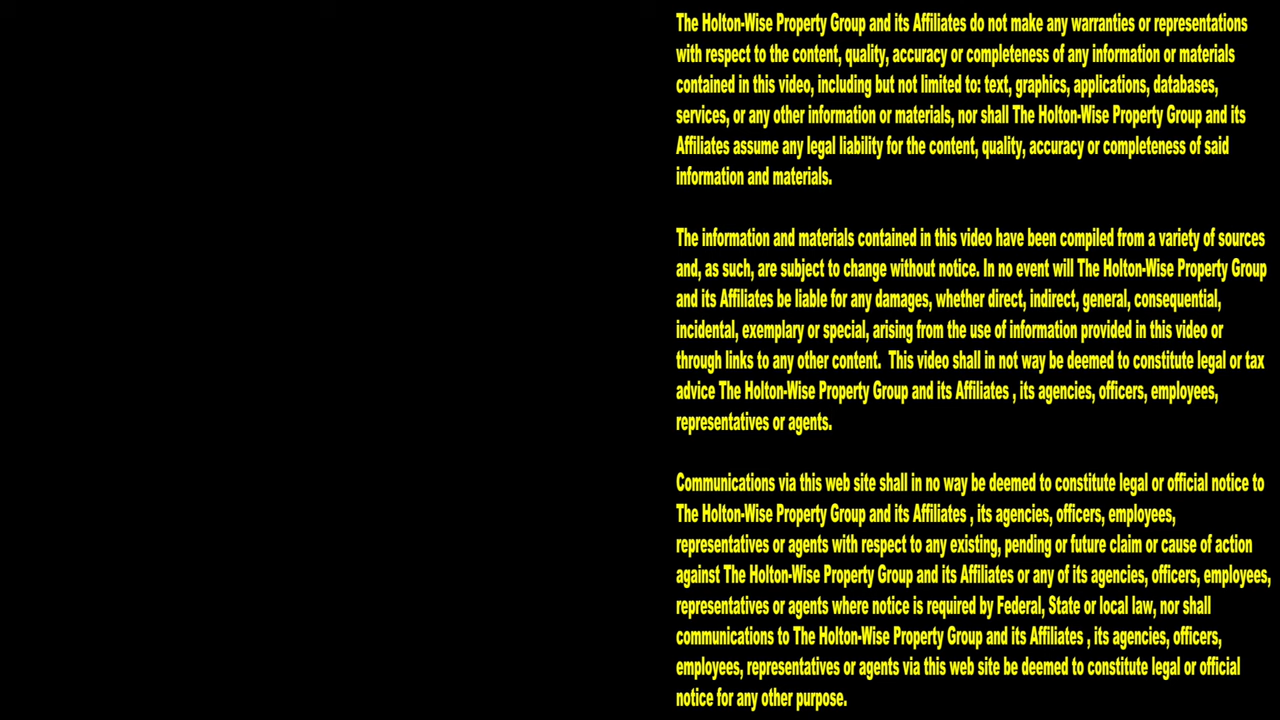 The Holton-Wise Property Group and its Affiliates do not make any warranties or representations
with respect to the content, quality, accuracy or completeness of any information or materials
contained in this video, including but not limited to: text, graphics, applications, databases,
services, or any other information or materials, nor shall The Holton-Wise Property Group and its
Affiliates assume any legal liability for the content, quality, accuracy or completeness of said
information and materials.
The information and materials contained in this video have been compiled from a variety of sources
and, as such, are subject to change without notice. In no event will The Holton-Wise Property Group
and its Affiliates be liable for any damages, whether direct, indirect, general, consequential,
incidental, exemplary or special, arising from the use of information provided in this video or
through links to any other content.  This video shall in not way be deemed to constitute legal or tax
advice The Holton-Wise Property Group and its Affiliates , its agencies, officers, employees,
representatives or agents.
Communications via this web site shall in no way be deemed to constitute legal or official notice to
The Holton-Wise Property Group and its Affiliates , its agencies, officers, employees,
representatives or agents with respect to any existing, pending or future claim or cause of action
against The Holton-Wise Property Group and its Affiliates or any of its agencies, officers, employees,
representatives or agents where notice is required by Federal, State or local law, nor shall
communications to The Holton-Wise Property Group and its Affiliates , its agencies, officers,
employees, representatives or agents via this web site be deemed to constitute legal or official
notice for any other purpose.